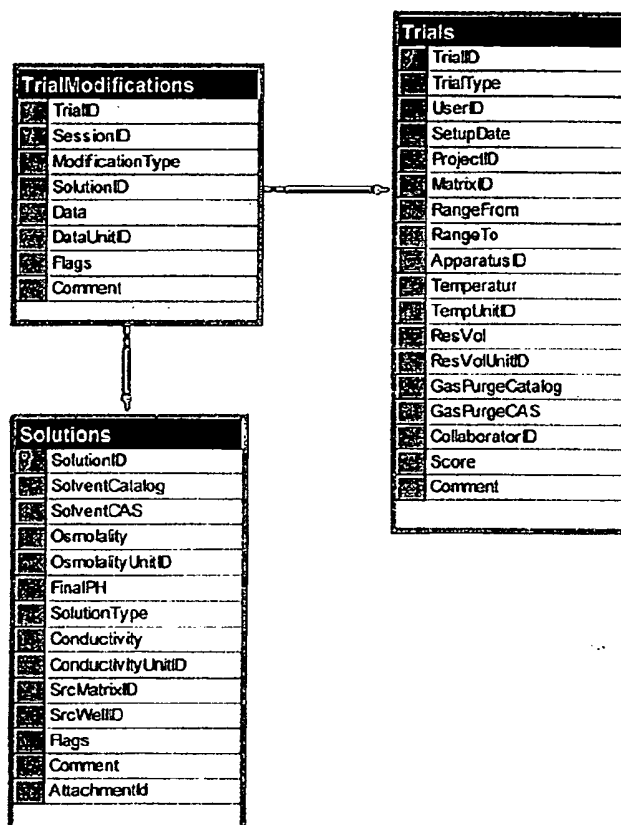 TrialModifications
TrialID
SessionID
ModificationType
SolutionID
Data
DataUnitID
Flags
Comment
Trials
TrialID
TrialType
UserID
SetupDate
ProjectID
MatrixID
RangeFrom
RangeTo
ApparatusID
Temperatur
TempUnitID
ResVol
ResVolUnitID
GasPurgeCatalog
GasPurgeCAS
CollaboratorID
Score
Comment
Solutions
SolutionID
SolventCatalog
SolventCAS
Osmolality
OsmolalityUnitID
FinalPH
SolutionType
Conductivity
ConductivityUnitID
SrcMatrixID
SrcWellID
Flags
Comment
AttachmentId